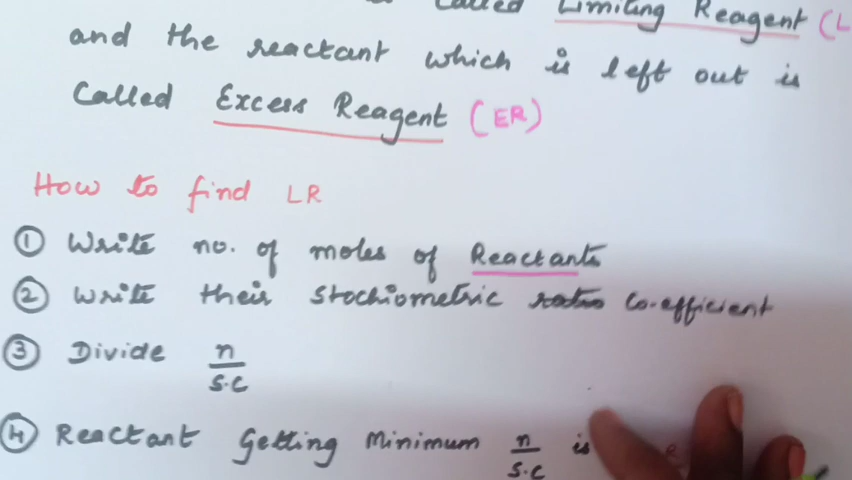 called Limiting Reagent (L
and the reactant which is left out is
Called Excess Reagent (ER)
How to find LR
① Write no. of moles of Reactants
② Write their Stochiometric ratio Co-efficient
③ Divide n/S.C
④ Reactant Getting Minimum n/S.C is